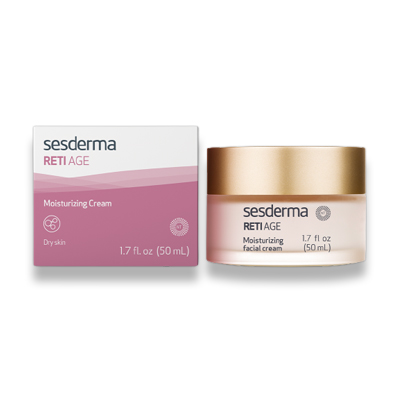 sesderma
RETI AGE
Moisturizing Cream
Dry skin
1.7 fl. oz (50 mL)
sesderma
RETI AGE
Moisturizing 1.7 fl oz
facial cream (50 mL)